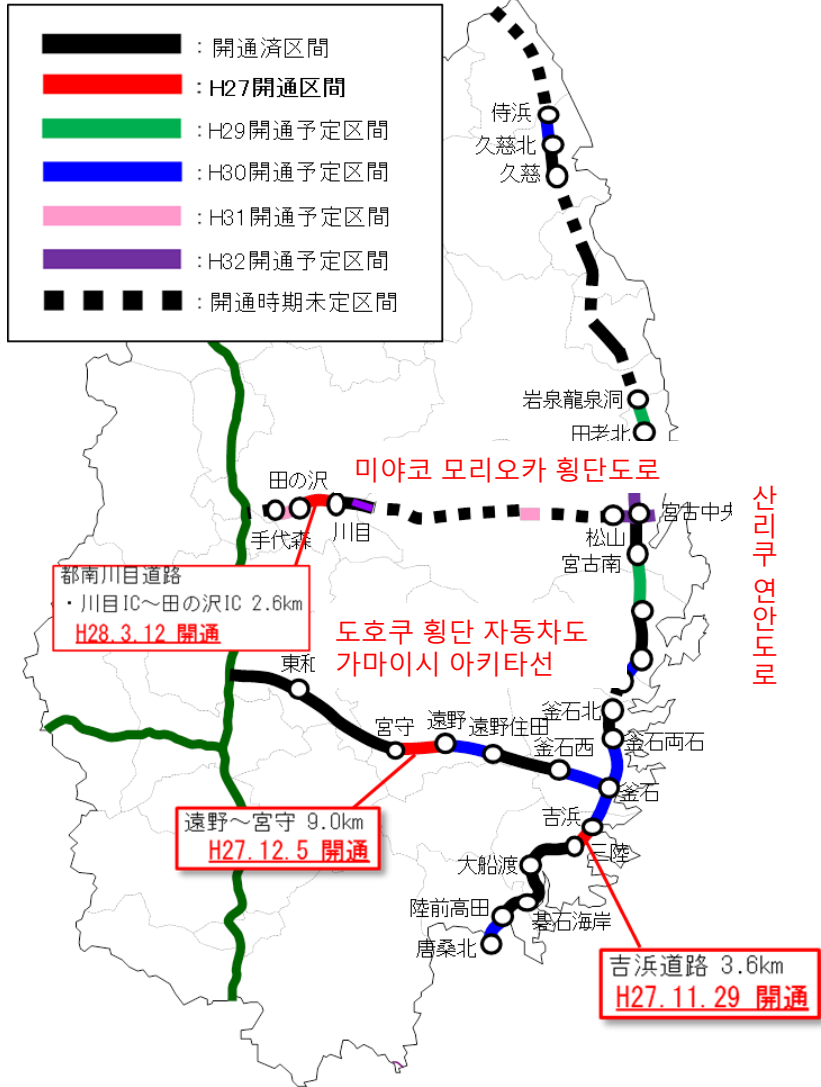 : 開通済区間
: H27開通区間
: H29開通予定区間
: H30開通予定区間
: H31開通予定区間
: H32開通予定区間
: 開通時期未定区間
侍浜
久慈北
久慈
岩泉龍泉洞
田老北
미야코 모리오카 횡단도로
산리쿠 연안도로
田の沢
手代森
川目
松山
宮古中央
宮古南
都南川目道路
・川目IC～田の沢IC 2.6km
H28.3.12 開通
도호쿠 횡단 자동차도
가마이시 아키타선
東和
宮守
遠野
遠野住田
釜石西
釜石北
釜石両石
釜石
吉浜
三陸
遠野～宮守 9.0km
H27.12.5 開通
大船渡
陸前高田
碁石海岸
唐桑北
吉浜道路 3.6km
H27.11.29 開通